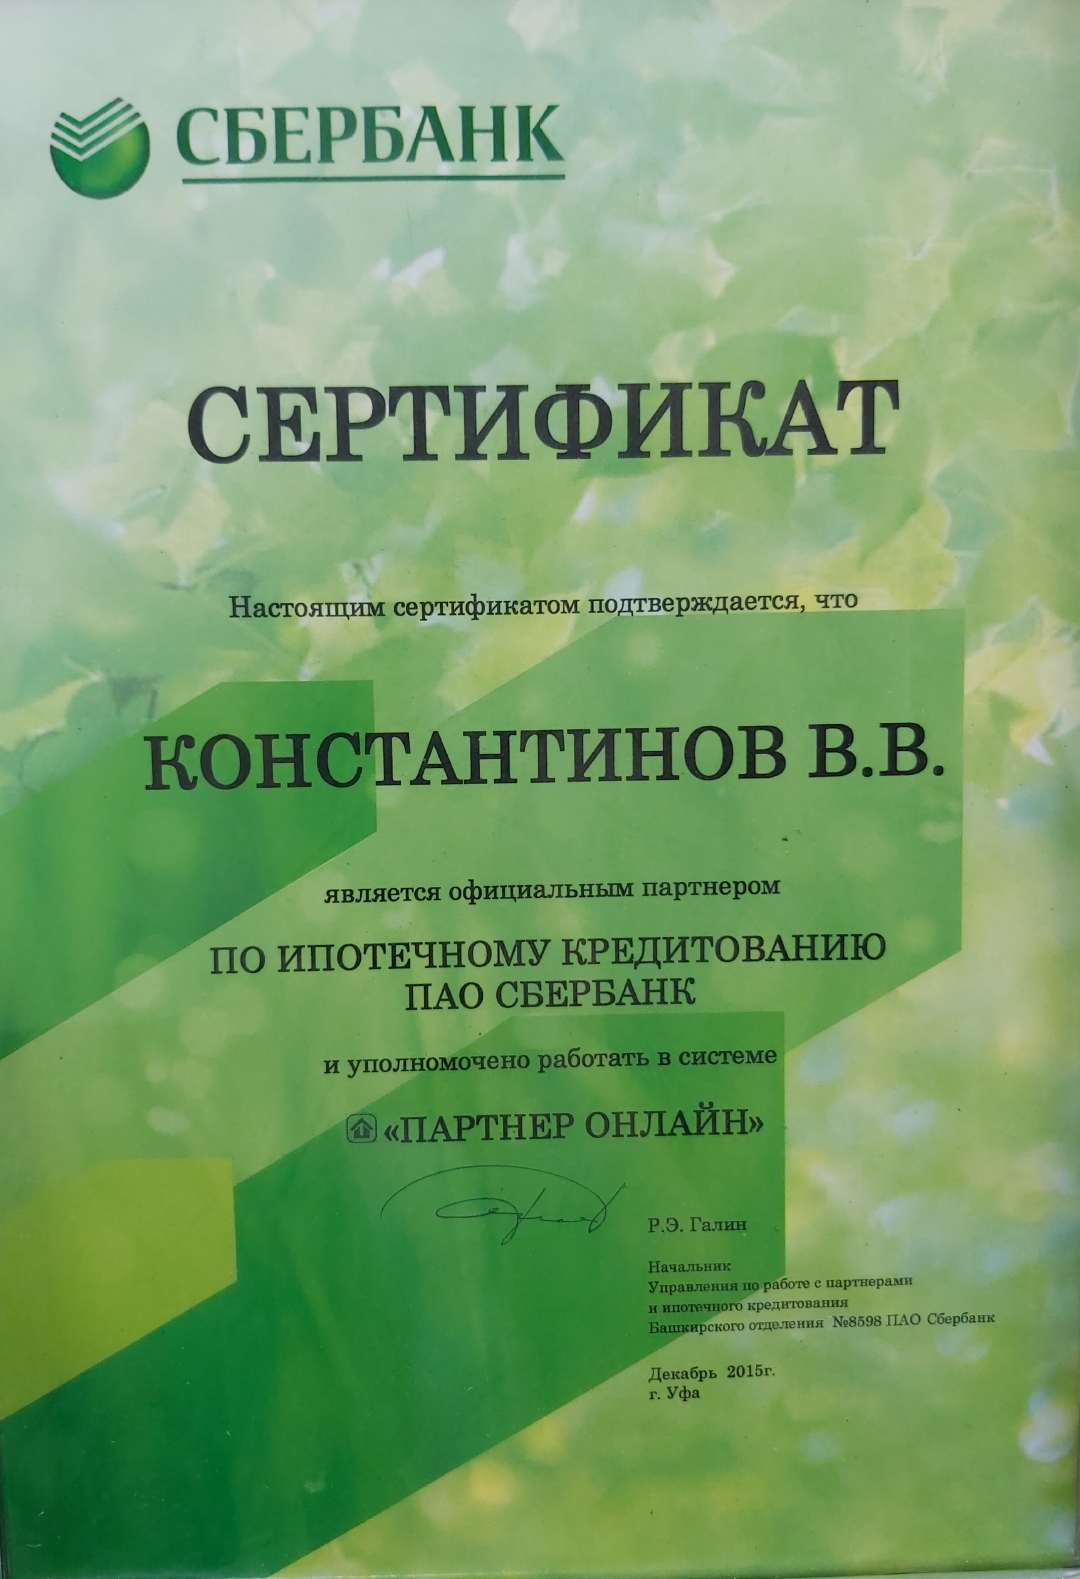 СБЕРБАНК
СЕРТИФИКАТ
Настоящим сертификатом подтверждается, что
КОНСТАНТИНОВ В.В.
является официальным партнером
ПО ИПОТЕЧНОМУ КРЕДИТОВАНИЮ
ПАО СБЕРБАНК
и уполномочено работать в системе
«ПАРТНЕР ОНЛАЙН»
Р.Э. Галин
Начальник
Управления по работе с партнерами
и ипотечного кредитования
Башкирского отделения №8598 ПАО Сбербанк
Декабрь 2015г.
г. Уфа